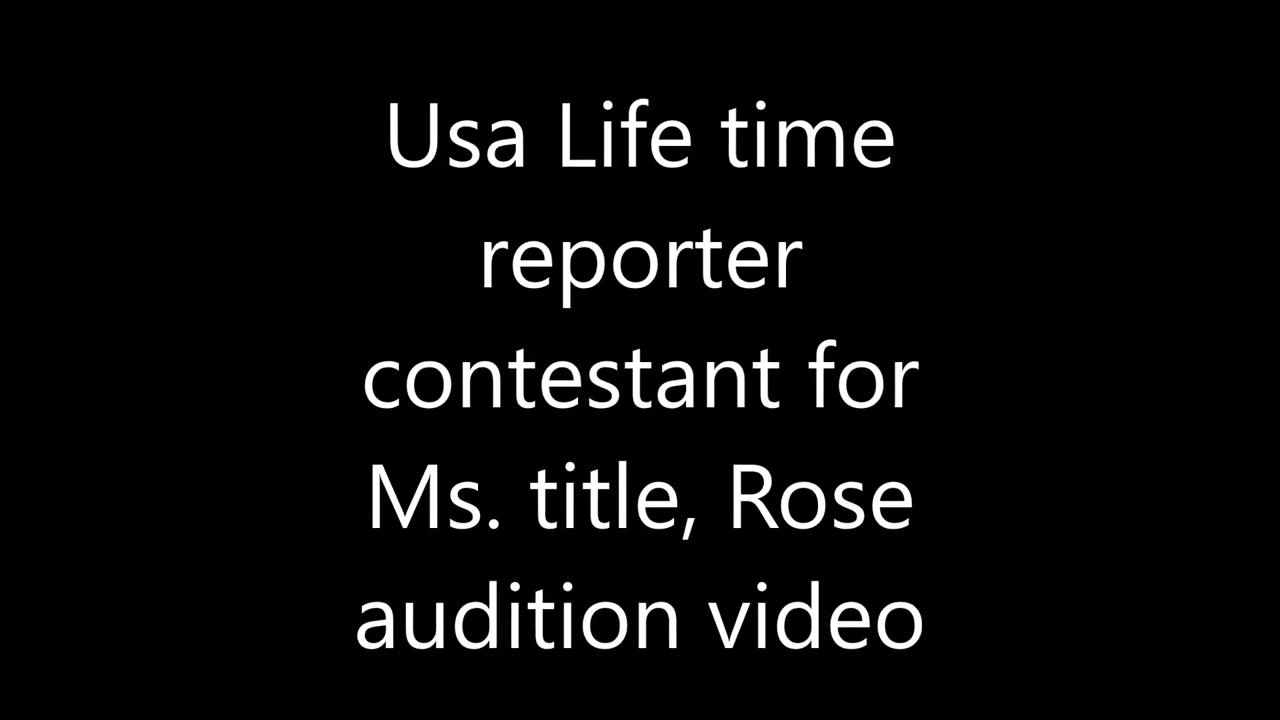 Usa Life time
reporter
contestant for
Ms. title, Rose
audition video